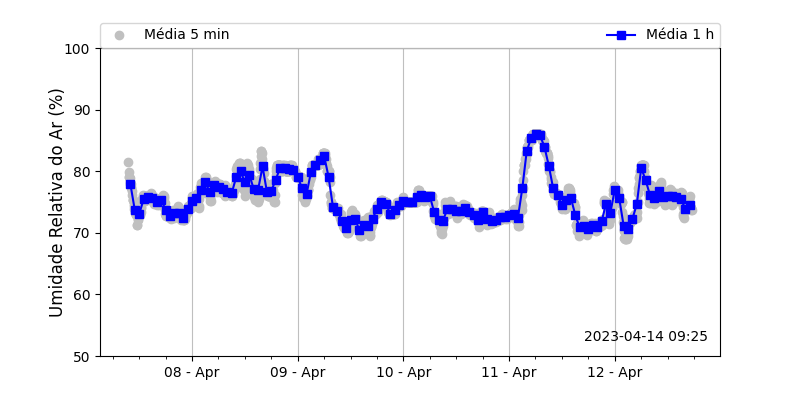 Média 5 min
Média 1 h
Umidade Relativa do Ar (%)
100
90
80
70
60
50
2023-04-14 09:25
08 - Apr
09 - Apr
10 - Apr
11 - Apr
12 - Apr